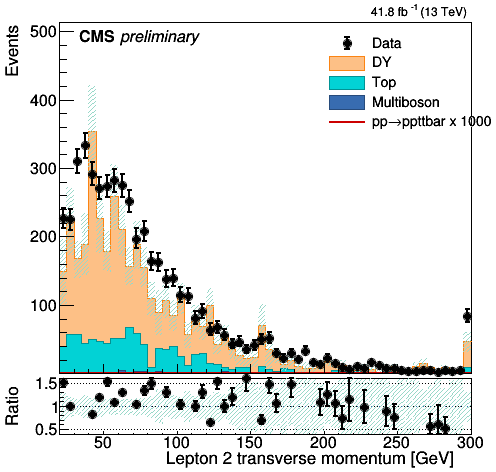 41.8 fb⁻¹ (13 TeV)
CMS preliminary
Events
500
400
300
200
100
Data
DY
Top
Multiboson
pp→ppttbar x 1000
Ratio
1.5
1
0.5
50 100 150 200 250 300
Lepton 2 transverse momentum [GeV]